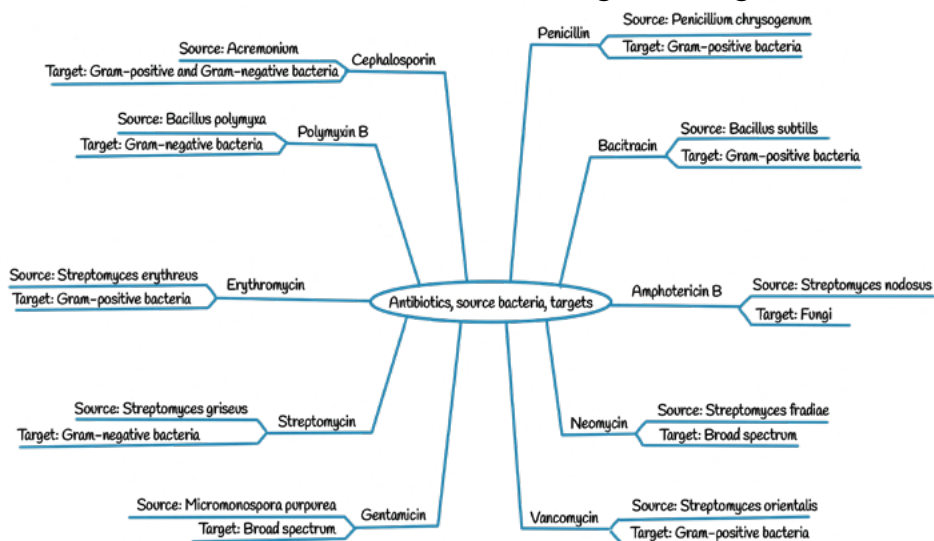 Penicillin
Source: Penicillium chrysogenum
Target: Gram-positive bacteria
Bacitracin
Source: Bacillus subtills
Target: Gram-positive bacteria
Amphotericin B
Source: Streptomyces nodosus
Target: Fungi
Neomycin
Source: Streptomyces fradiae
Target: Broad spectrum
Vancomycin
Source: Streptomyces orientalis
Target: Gram-positive bacteria
Gentamicin
Source: Micromonospora purpurea
Target: Broad spectrum
Streptomycin
Source: Streptomyces griseus
Target: Gram-negative bacteria
Erythromycin
Source: Streptomyces erythreus
Target: Gram-positive bacteria
Polymyxin B
Source: Bacillus polymyxa
Target: Gram-negative bacteria
Cephalosporin
Source: Acremonium
Target: Gram-positive and Gram-negative bacteria
Antibiotics, source bacteria, targets